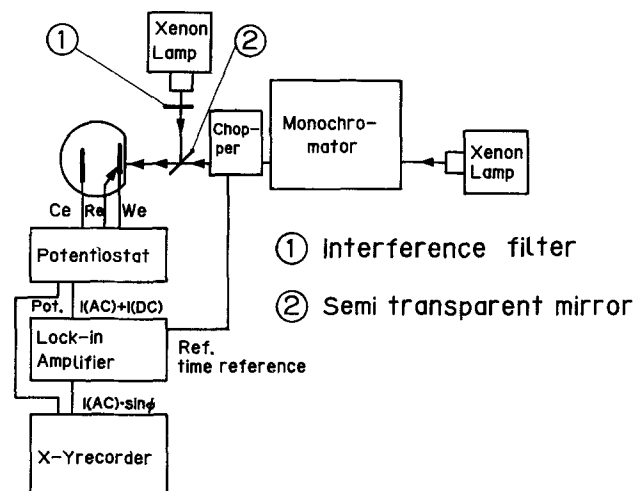 ①
Xenon
Lamp
②
Chop-
per
Monochro-
mator
Xenon
Lamp
Ce Re We
Potentiostat
① Interference filter
② Semi transparent mirror
Pot. I(AC)+I(DC)
Lock-in
Amplifier
Ref.
time reference
I(AC)·sinϕ
X-Yrecorder